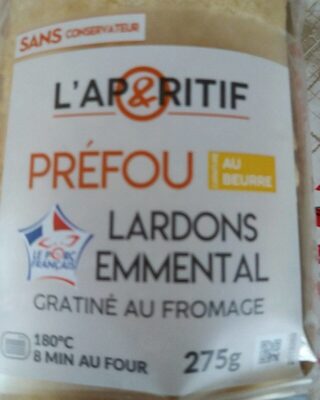 SANS CONSERVATEUR
L'AP&RITIF
PRÉFOU
AU
BEURRE
LE PORC
FRANÇAIS
LARDONS
EMMENTAL
GRATINÉ AU FROMAGE
180°C
8 MIN AU FOUR
275g